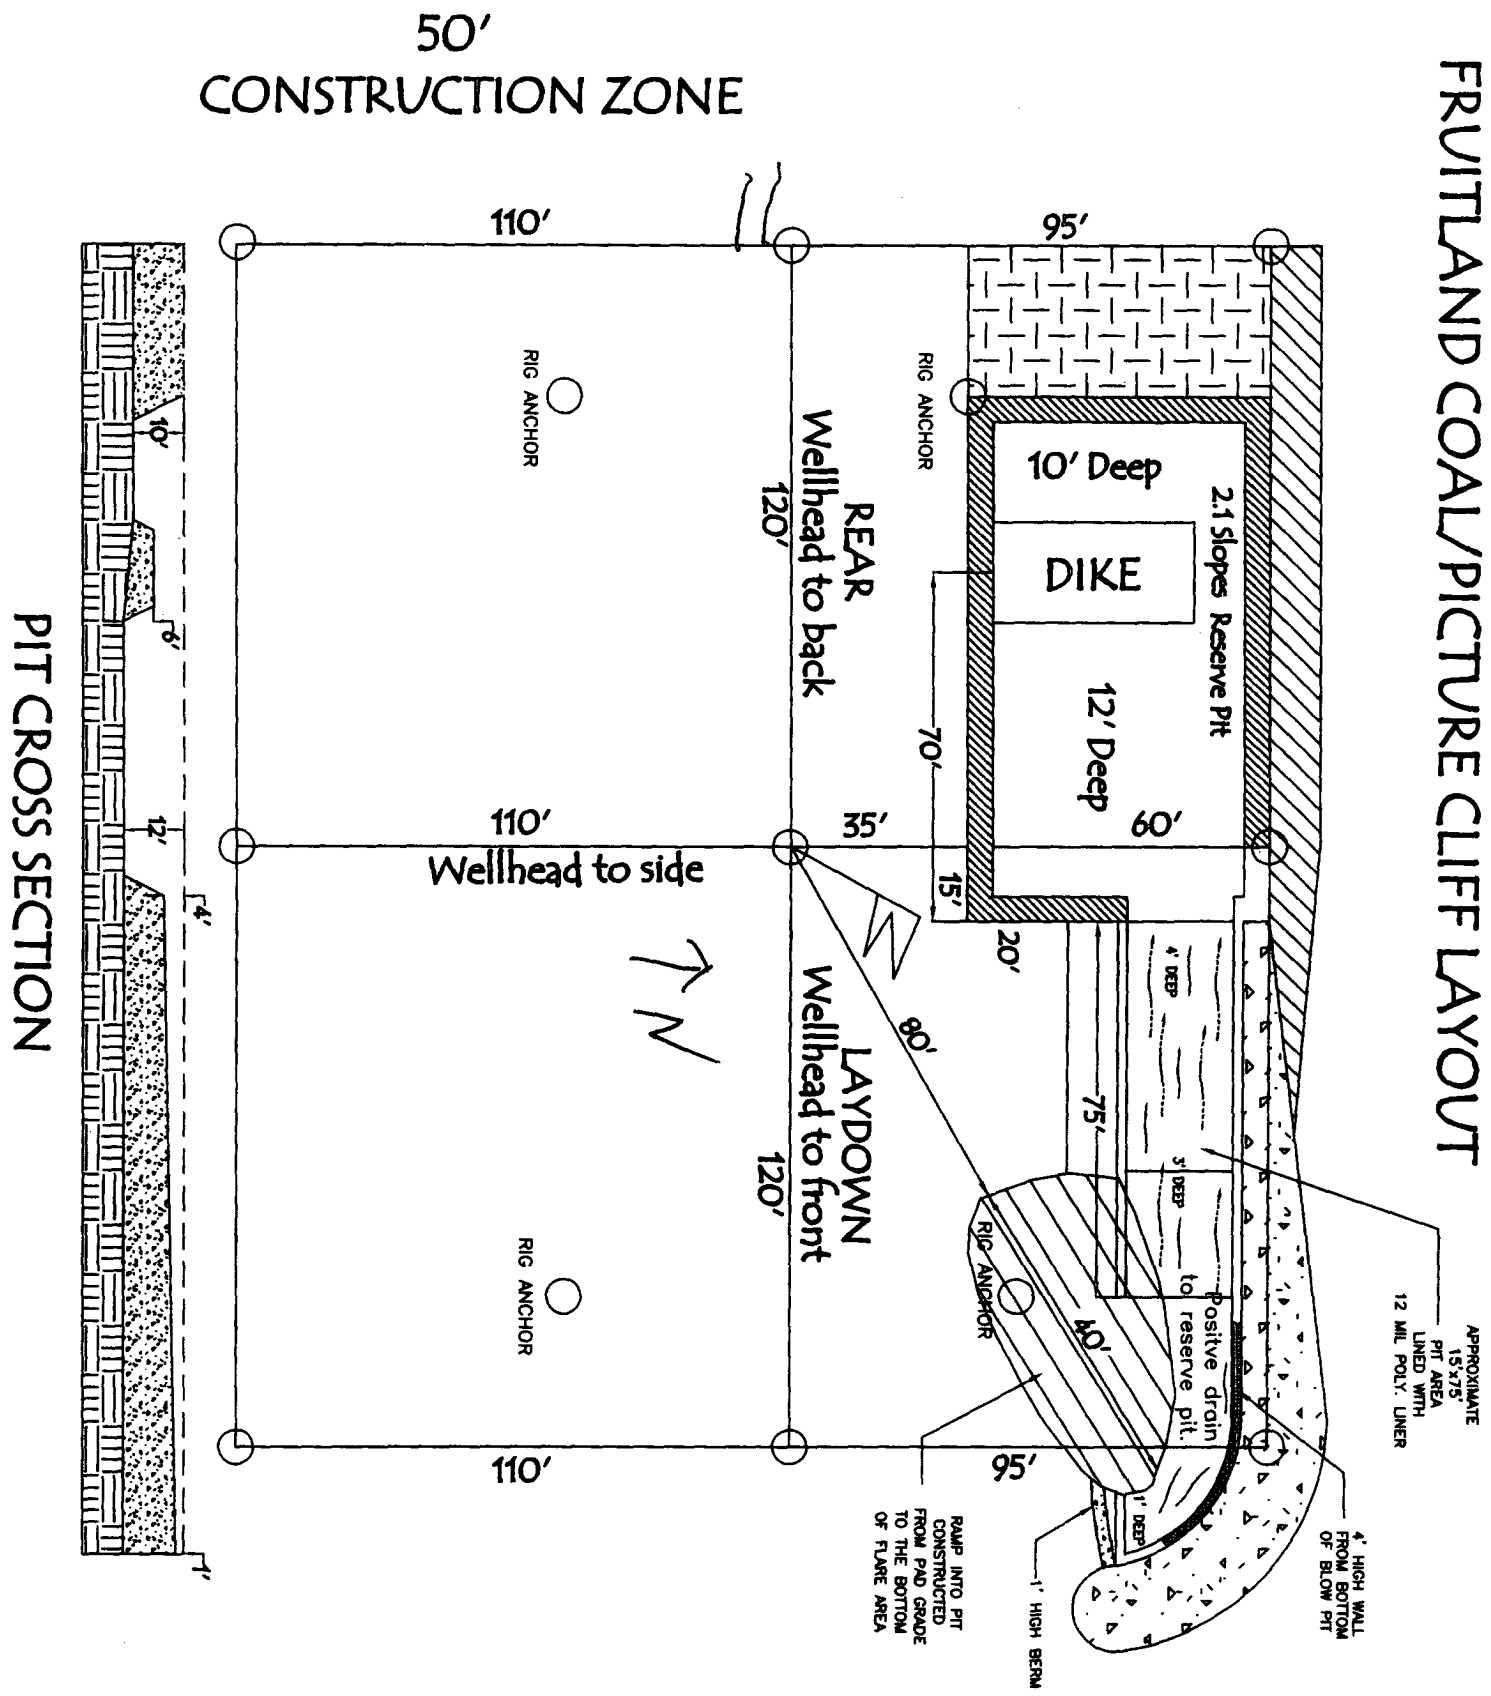 FRUITLAND COAL/PICTURE CLIFF LAYOUT
50'
CONSTRUCTION ZONE
110'
95'
RIG ANCHOR
RIG ANCHOR
REAR
Wellhead to back
120'
10' Deep
DIKE
2.1 Slopes Reserve Pit
12' Deep
70'
15'
20'
110'
Wellhead to side
35'
60'
N
80'
LAYDOWN
Wellhead to front
120'
75'
4' DEEP
3' DEEP
Positve drain
to reserve pit.
40'
RIG ANCHOR
RIG ANCHOR
1' DEEP
110'
95'
APPROXIMATE
15'x75'
PIT AREA
LINED WITH
12 MIL POLY. LINER
4' HIGH WALL
FROM BOTTOM
OF BLOW PIT
1' HIGH BERM
RAMP INTO PIT
CONSTRUCTED
FROM PAD GRADE
TO THE BOTTOM
OF FLARE AREA
10'
6'
12'
4'
1'
PIT CROSS SECTION